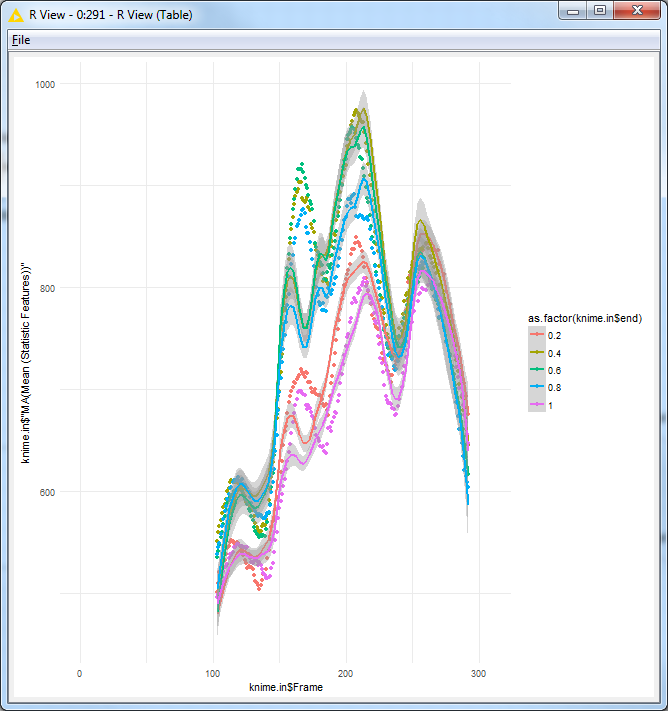 R View - 0:291 - R View (Table)
File
1000
800
600
knime.in$"MA(Mean (Statistic Features))"
0
100
200
300
knime.in$Frame
as.factor(knime.in$end)
0.2
0.4
0.6
0.8
1